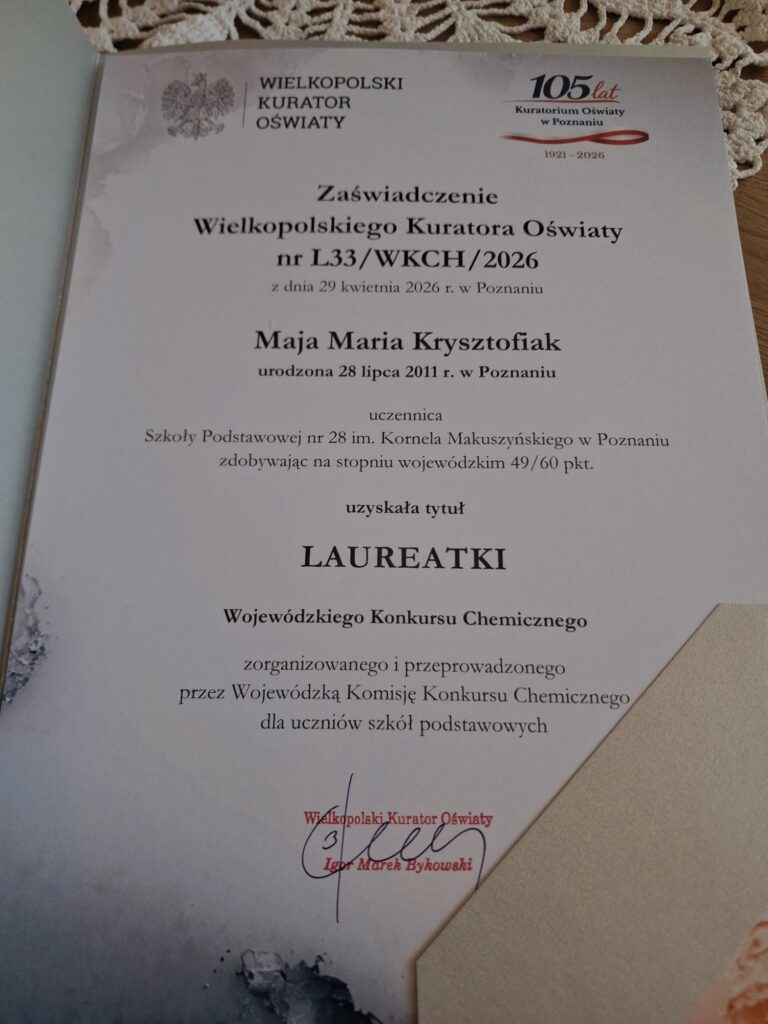 WIELKOPOLSKI
KURATOR
OŚWIATY
105 lat
Kuratorium Oświaty
w Poznaniu
1921 - 2026
Zaświadczenie
Wielkopolskiego Kuratora Oświaty
nr L33/WKCH/2026
z dnia 29 kwietnia 2026 r. w Poznaniu
Maja Maria Krysztofiak
urodzona 28 lipca 2011 r. w Poznaniu
uczennica
Szkoły Podstawowej nr 28 im. Kornela Makuszyńskiego w Poznaniu
zdobywając na stopniu wojewódzkim 49/60 pkt.
uzyskała tytuł
LAUREATKI
Wojewódzkiego Konkursu Chemicznego
zorganizowanego i przeprowadzonego
przez Wojewódzką Komisję Konkursu Chemicznego
dla uczniów szkół podstawowych
Wielkopolski Kurator Oświaty
Igor Marek Bykowski